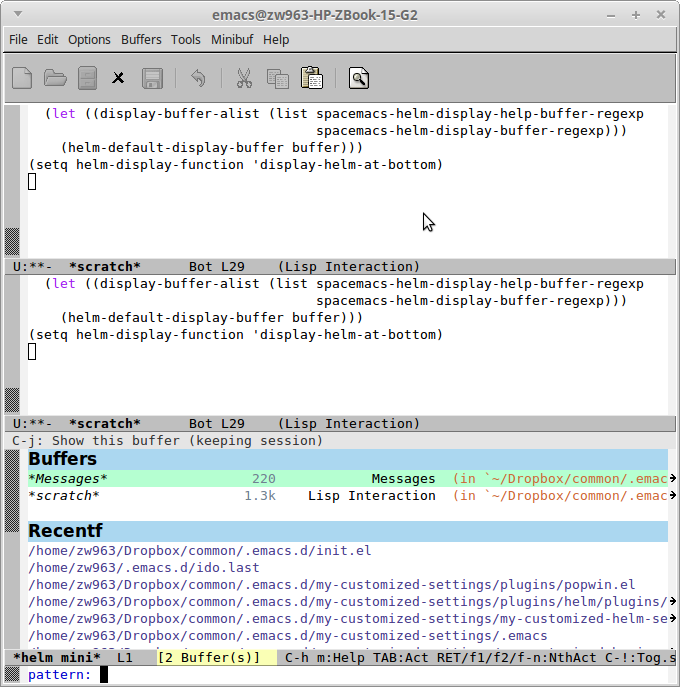 emacs@zw963-HP-ZBook-15-G2
File Edit Options Buffers Tools Minibuf Help
(let ((display-buffer-alist (list spacemacs-helm-display-help-buffer-regexp
spacemacs-helm-display-buffer-regexp)))
(helm-default-display-buffer buffer)))
(setq helm-display-function 'display-helm-at-bottom)
U:**- *scratch* Bot L29 (Lisp Interaction)
(let ((display-buffer-alist (list spacemacs-helm-display-help-buffer-regexp
spacemacs-helm-display-buffer-regexp)))
(helm-default-display-buffer buffer)))
(setq helm-display-function 'display-helm-at-bottom)
U:**- *scratch* Bot L29 (Lisp Interaction)
C-j: Show this buffer (keeping session)
Buffers
*Messages* 220 Messages (in `~/Dropbox/common/.emac
*scratch* 1.3k Lisp Interaction (in `~/Dropbox/common/.emac
Recentf
/home/zw963/Dropbox/common/.emacs.d/init.el
/home/zw963/.emacs.d/ido.last
/home/zw963/Dropbox/common/.emacs.d/my-customized-settings/plugins/popwin.el
/home/zw963/Dropbox/common/.emacs.d/my-customized-settings/plugins/helm/plugins/
/home/zw963/Dropbox/common/.emacs.d/my-customized-settings/my-customized-helm-se
/home/zw963/Dropbox/common/.emacs.d/my-customized-settings/.emacs
*helm mini* L1 [2 Buffer(s)] C-h m:Help TAB:Act RET/f1/f2/f-n:NthAct C-!:Tog.s
pattern: